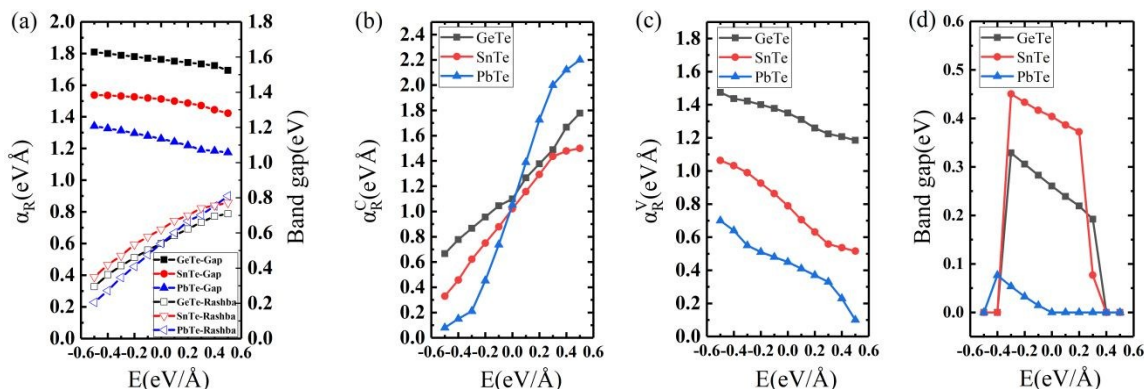 (a)
2.0
1.8
1.6
1.4
1.2
1.0
0.8
0.6
0.4
0.2
0.0
αR(eVÅ)
1.8
1.6
1.4
1.2
1.0
0.8
0.6
0.4
0.2
0.0
Band gap(eV)
GeTe-Gap
SnTe-Gap
PbTe-Gap
GeTe-Rashba
SnTe-Rashba
PbTe-Rashba
-0.6-0.4-0.2 0.0 0.2 0.4 0.6
E(eV/Å)
(b)
2.6
2.4
2.2
2.0
1.8
1.6
1.4
1.2
1.0
0.8
0.6
0.4
0.2
0.0
αRC(eVÅ)
GeTe
SnTe
PbTe
-0.6-0.4-0.2 0.0 0.2 0.4 0.6
E(eV/Å)
(c)
1.8
1.6
1.4
1.2
1.0
0.8
0.6
0.4
0.2
0.0
αRV(eVÅ)
GeTe
SnTe
PbTe
-0.6-0.4-0.2 0.0 0.2 0.4 0.6
E(eV/Å)
(d)
0.6
0.5
0.4
0.3
0.2
0.1
0.0
Band gap(eV)
GeTe
SnTe
PbTe
-0.6-0.4-0.2 0.0 0.2 0.4 0.6
E(eV/Å)